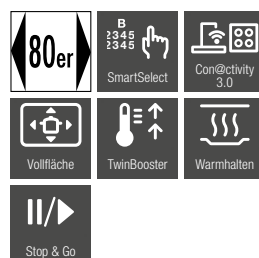 80er
B
2345
2345
SmartSelect
Con@ctivity
3.0
Vollfläche
TwinBooster
Warmhalten
Stop & Go